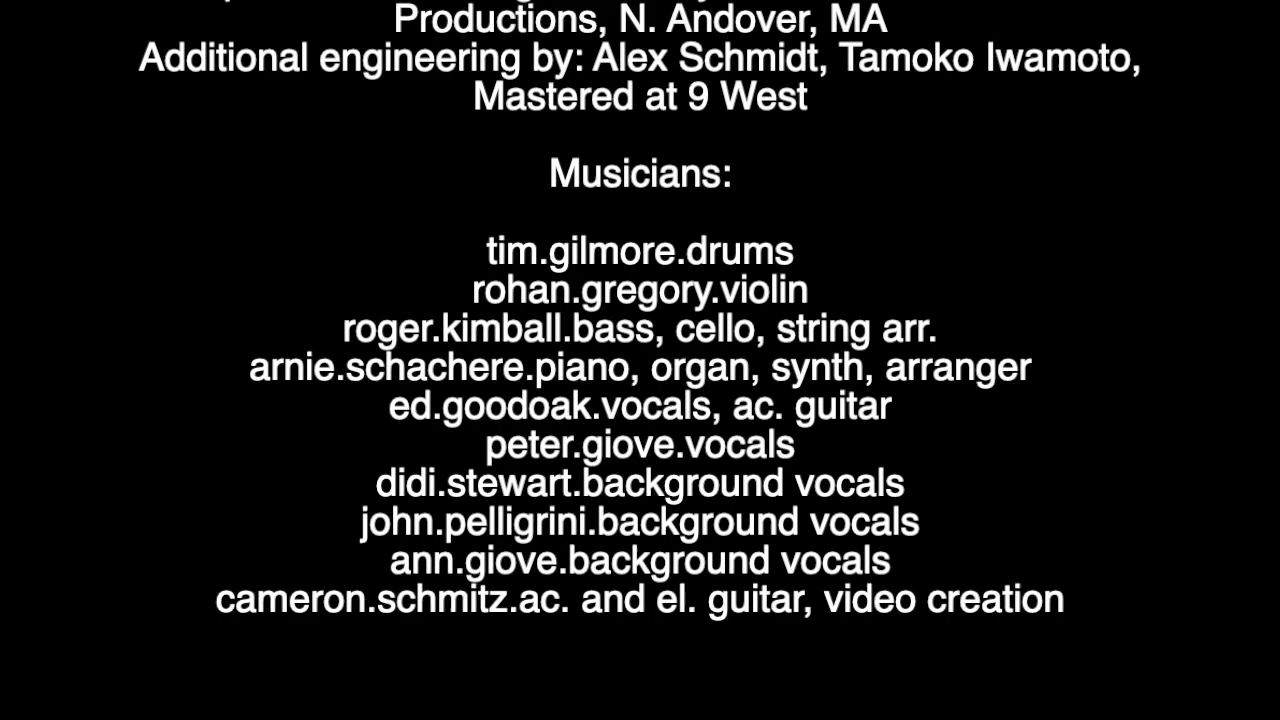 Productions, N. Andover, MA
Additional engineering by: Alex Schmidt, Tamoko Iwamoto,
Mastered at 9 West
Musicians:
tim.gilmore.drums
rohan.gregory.violin
roger.kimball.bass, cello, string arr.
arnie.schachere.piano, organ, synth, arranger
ed.goodoak.vocals, ac. guitar
peter.giove.vocals
didi.stewart.background vocals
john.pelligrini.background vocals
ann.giove.background vocals
cameron.schmitz.ac. and el. guitar, video creation